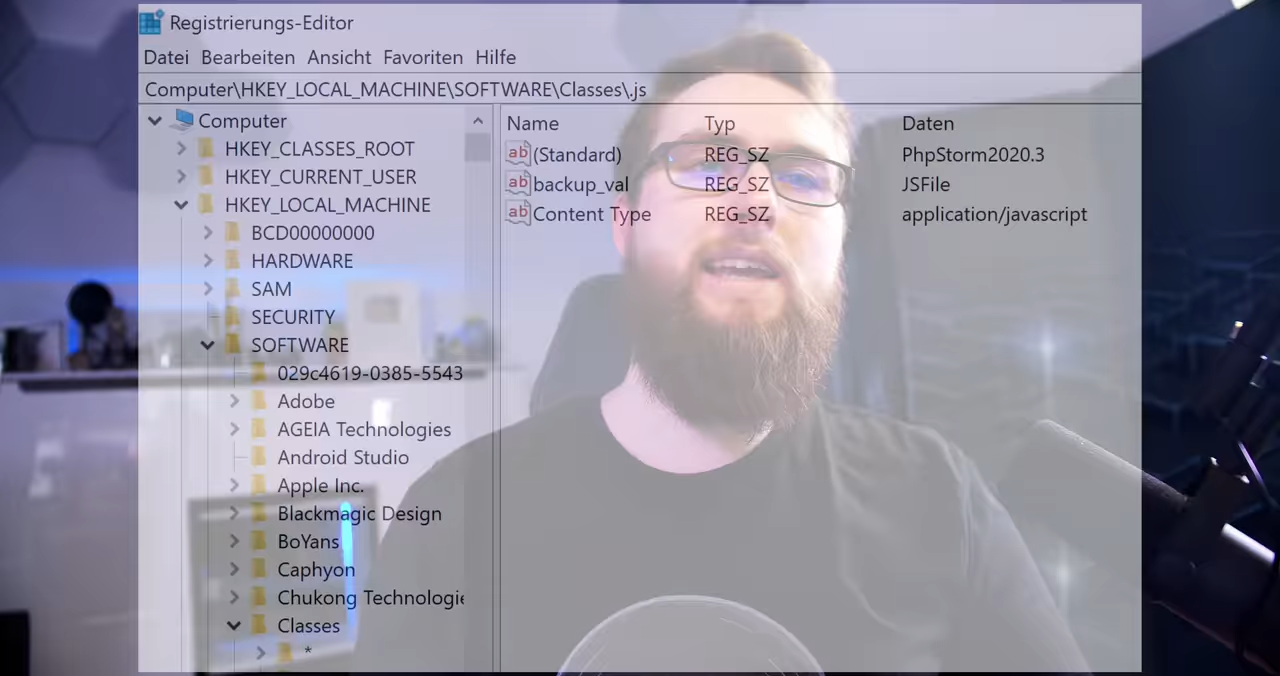 Registrierungs-Editor
Datei Bearbeiten Ansicht Favoriten Hilfe
Computer\HKEY_LOCAL_MACHINE\SOFTWARE\Classes\.js
Computer
HKEY_CLASSES_ROOT
HKEY_CURRENT_USER
HKEY_LOCAL_MACHINE
BCD00000000
HARDWARE
SAM
SECURITY
SOFTWARE
029c4619-0385-5543
Adobe
AGEIA Technologies
Android Studio
Apple Inc.
Blackmagic Design
BoYans
Caphyon
Chukong Technologie
Classes
*
Name Typ Daten
(Standard) REG_SZ PhpStorm2020.3
backup_val REG_SZ JSFile
Content Type REG_SZ application/javascript